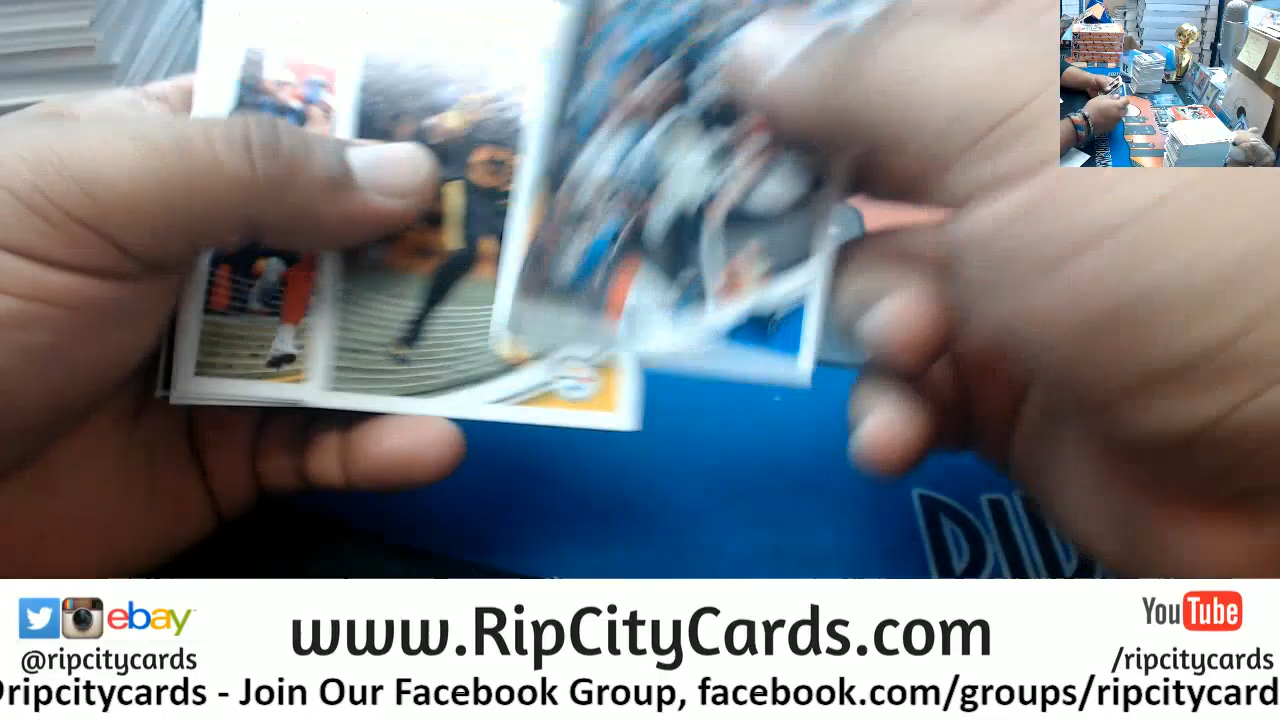 ebay
@ripcitycards
www.RipCityCards.com
YouTube
/ripcitycards
ripcitycards - Join Our Facebook Group, facebook.com/groups/ripcitycard